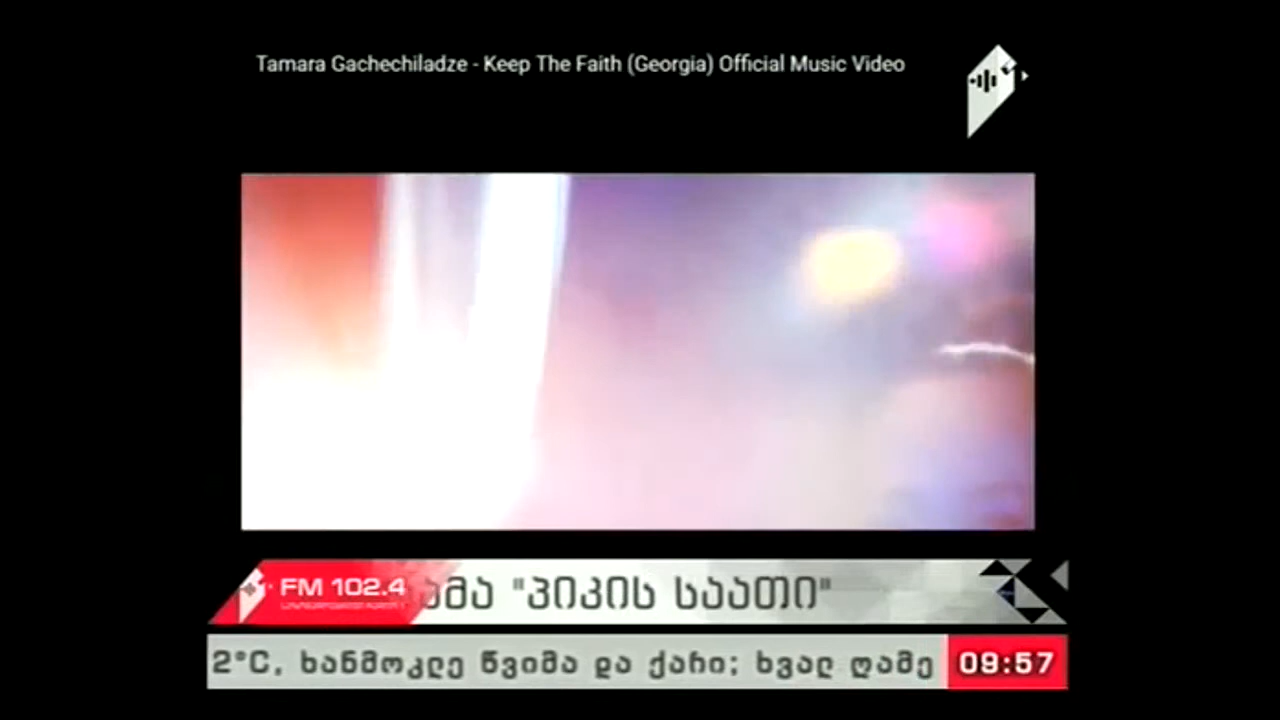 Tamara Gachechiladze - Keep The Faith (Georgia) Official Music Video
FM 102.4
"პიკის საათი"
2°C, ხანმოკლე წვიმა და ქარი; ხვალ ღამე
09:57